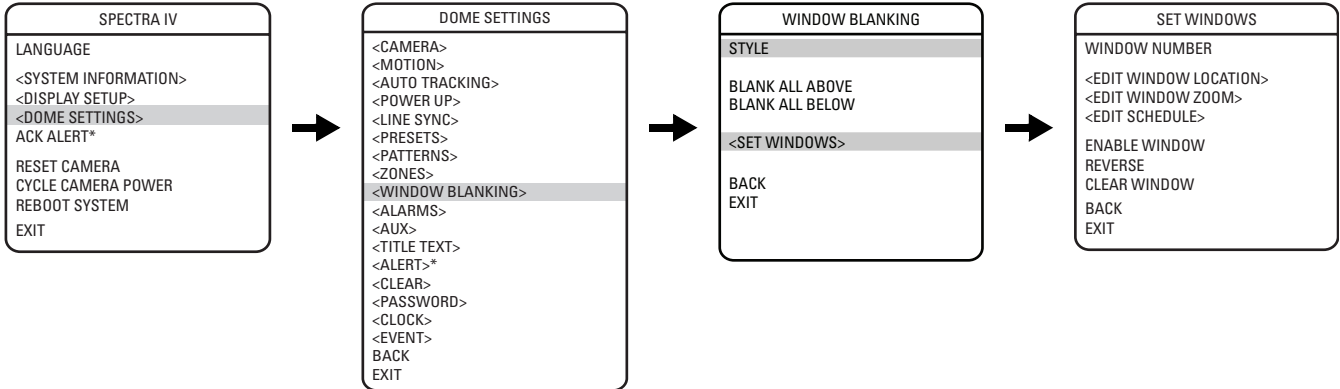 SPECTRA IV
LANGUAGE
<SYSTEM INFORMATION>
<DISPLAY SETUP>
<DOME SETTINGS>
ACK ALERT*
RESET CAMERA
CYCLE CAMERA POWER
REBOOT SYSTEM
EXIT
DOME SETTINGS
<CAMERA>
<MOTION>
<AUTO TRACKING>
<POWER UP>
<LINE SYNC>
<PRESETS>
<PATTERNS>
<ZONES>
<WINDOW BLANKING>
<ALARMS>
<AUX>
<TITLE TEXT>
<ALERT>*
<CLEAR>
<PASSWORD>
<CLOCK>
<EVENT>
BACK
EXIT
WINDOW BLANKING
STYLE
BLANK ALL ABOVE
BLANK ALL BELOW
<SET WINDOWS>
BACK
EXIT
SET WINDOWS
WINDOW NUMBER
<EDIT WINDOW LOCATION>
<EDIT WINDOW ZOOM>
<EDIT SCHEDULE>
ENABLE WINDOW
REVERSE
CLEAR WINDOW
BACK
EXIT